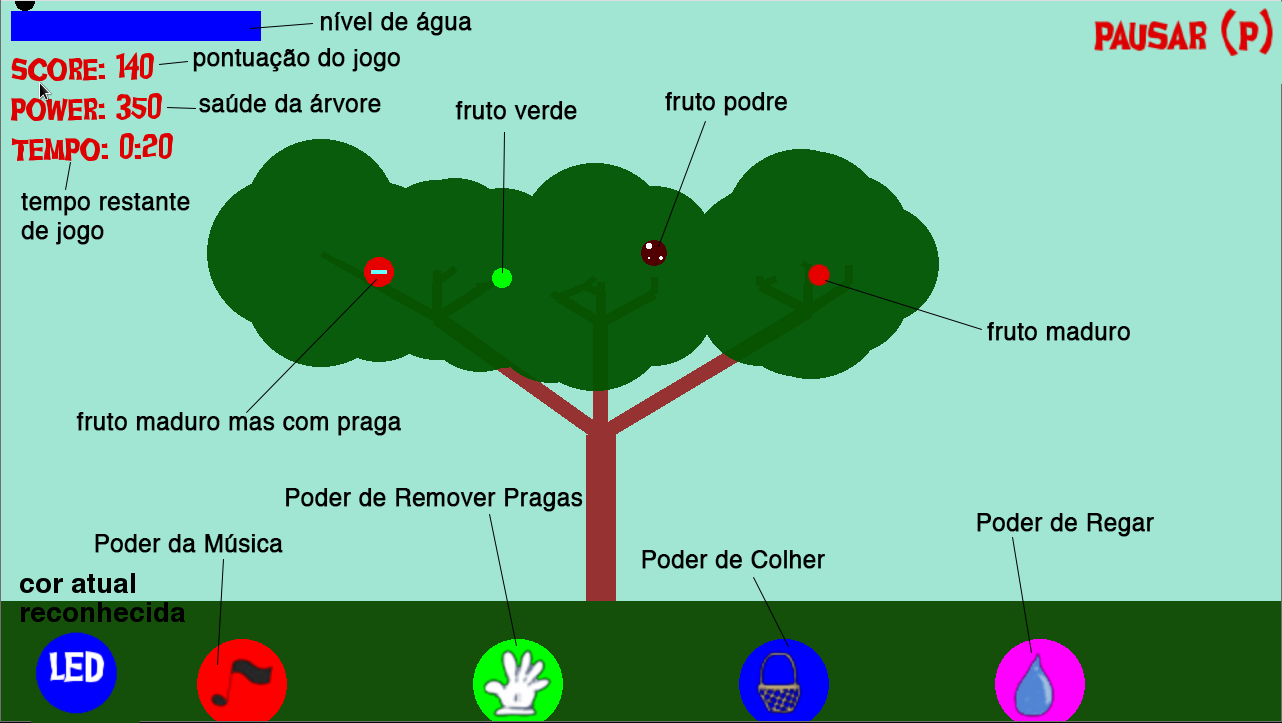 nível de água
PAUSAR (P)
SCORE: 140
pontuação do jogo
POWER: 350
saúde da árvore
fruto verde
fruto podre
TEMPO: 0:20
tempo restante
de jogo
fruto maduro
fruto maduro mas com praga
Poder de Remover Pragas
Poder de Regar
Poder da Música
Poder de Colher
cor atual
reconhecida
LED